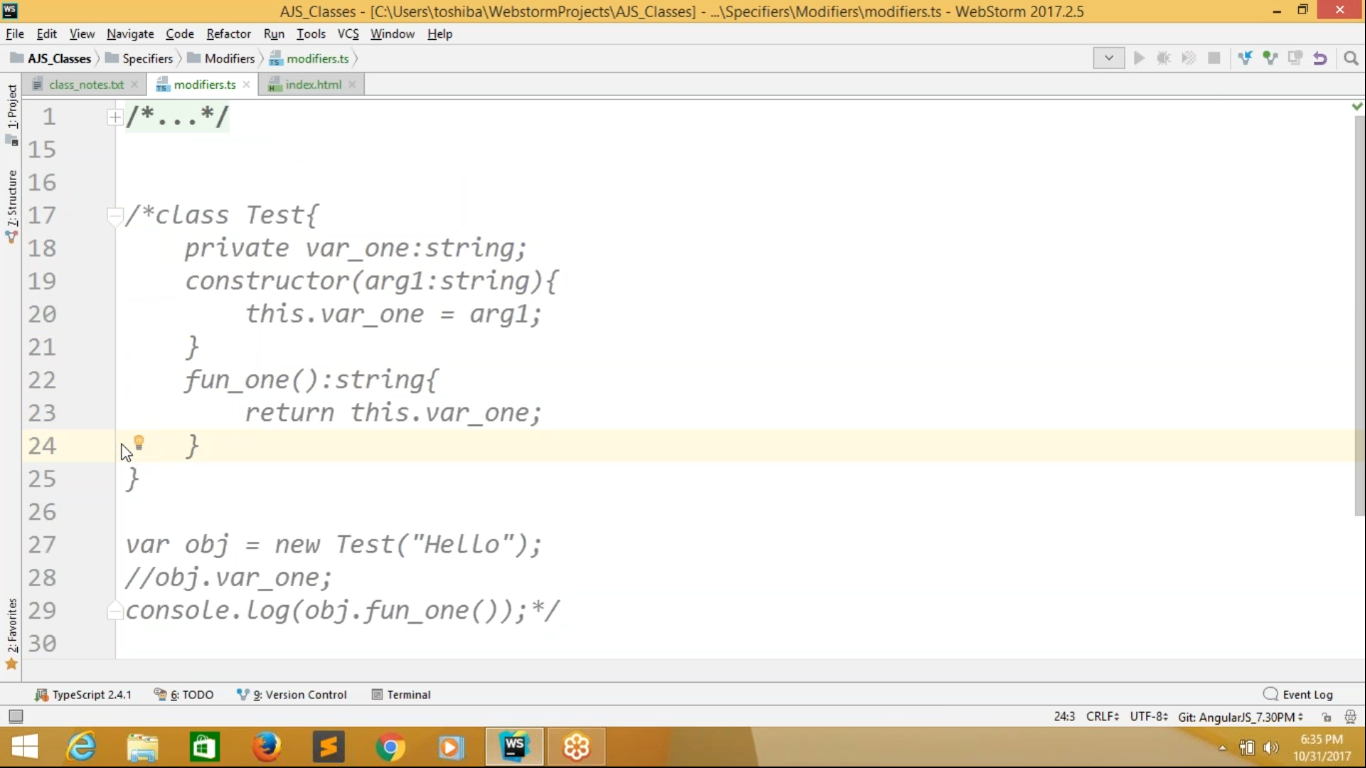 WS AJS_Classes - [C:\Users\toshiba\WebstormProjects\AJS_Classes] - ...\Specifiers\Modifiers\modifiers.ts - WebStorm 2017.2.5
File Edit View Navigate Code Refactor Run Tools VCS Window Help
AJS_Classes Specifiers Modifiers modifiers.ts
class_notes.txt modifiers.ts index.html
1: Project
7: Structure
2: Favorites
1 /*...*/
15
16
17 /*class Test{
18 private var_one:string;
19 constructor(arg1:string){
20 this.var_one = arg1;
21 }
22 fun_one():string{
23 return this.var_one;
24 }
25 }
26
27 var obj = new Test("Hello");
28 //obj.var_one;
29 console.log(obj.fun_one());*/
30
TypeScript 2.4.1 6: TODO 9: Version Control Terminal Event Log
24:3 CRLF UTF-8 Git: AngularJS_7.30PM
WS
6:35 PM
10/31/2017